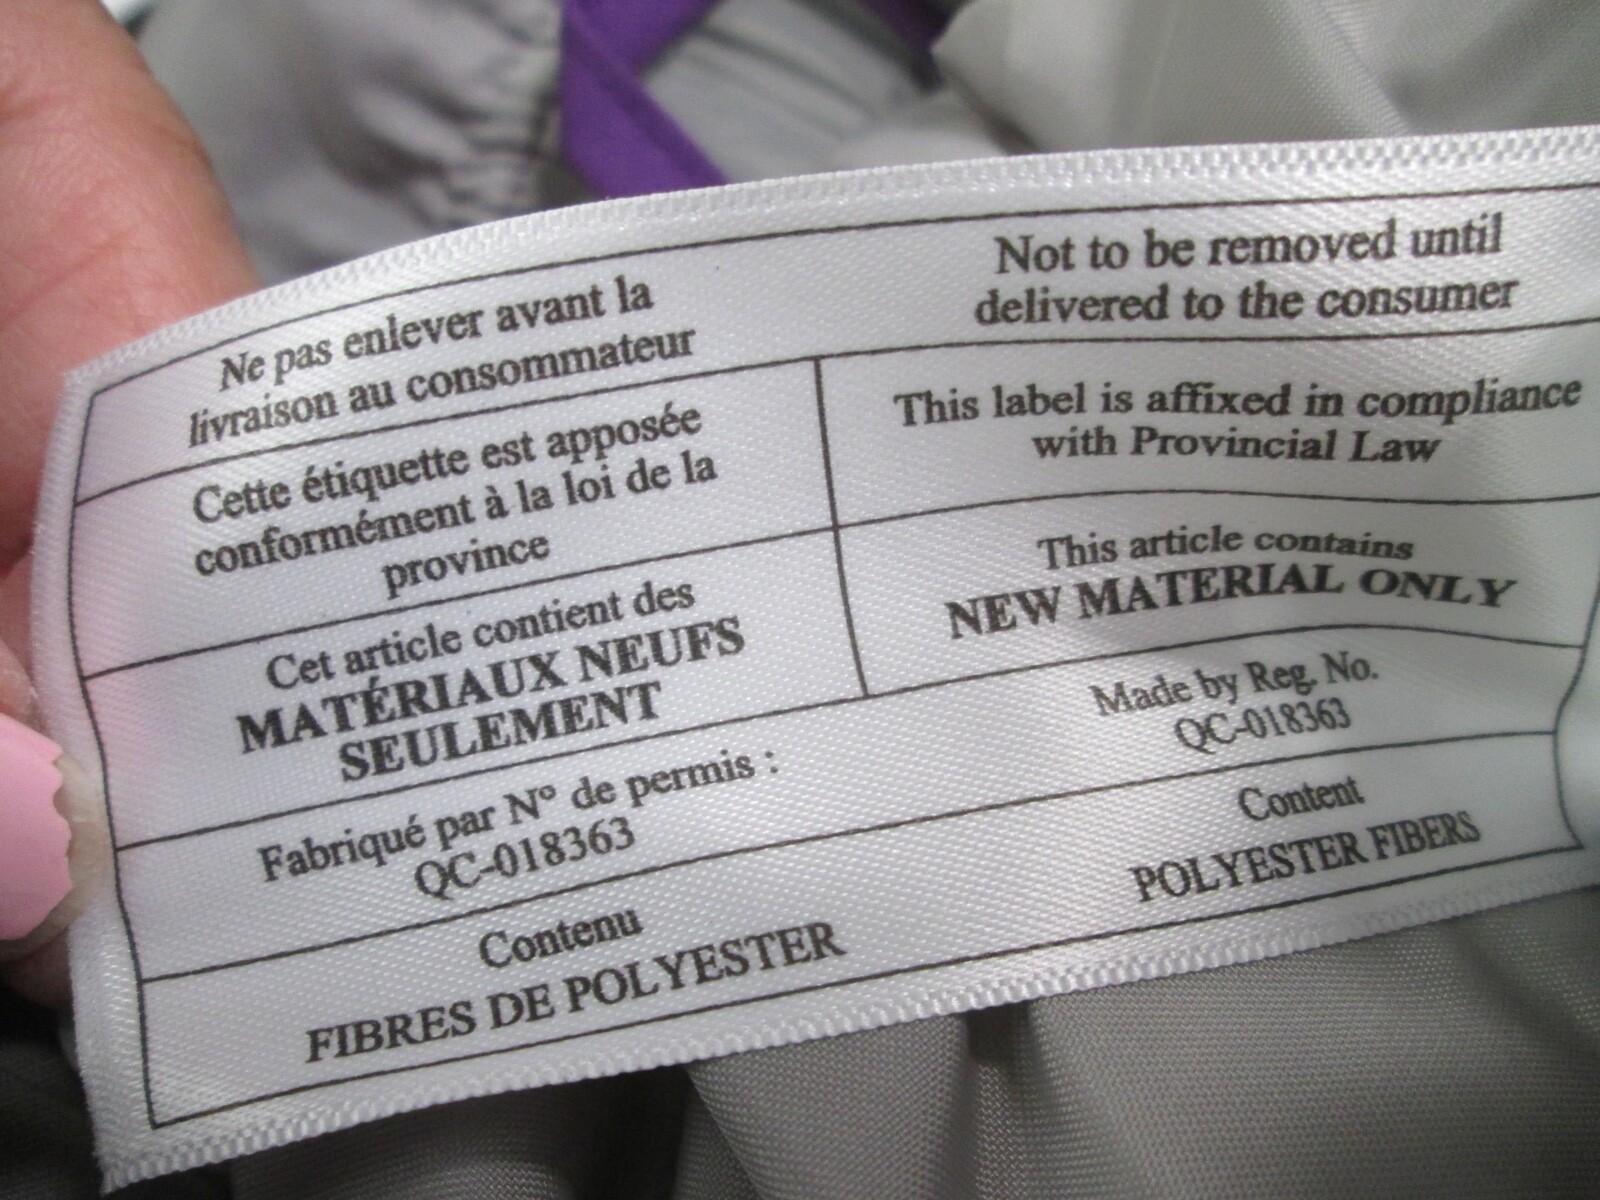 Ne pas enlever avant la
livraison au consommateur
Not to be removed until
delivered to the consumer
Cette étiquette est apposée
conformément à la loi de la
province
This label is affixed in compliance
with Provincial Law
Cet article contient des
MATÉRIAUX NEUFS
SEULEMENT
This article contains
NEW MATERIAL ONLY
Fabriqué par N° de permis :
QC-018363
Made by Reg. No.
QC-018363
Contenu
FIBRES DE POLYESTER
Content
POLYESTER FIBERS